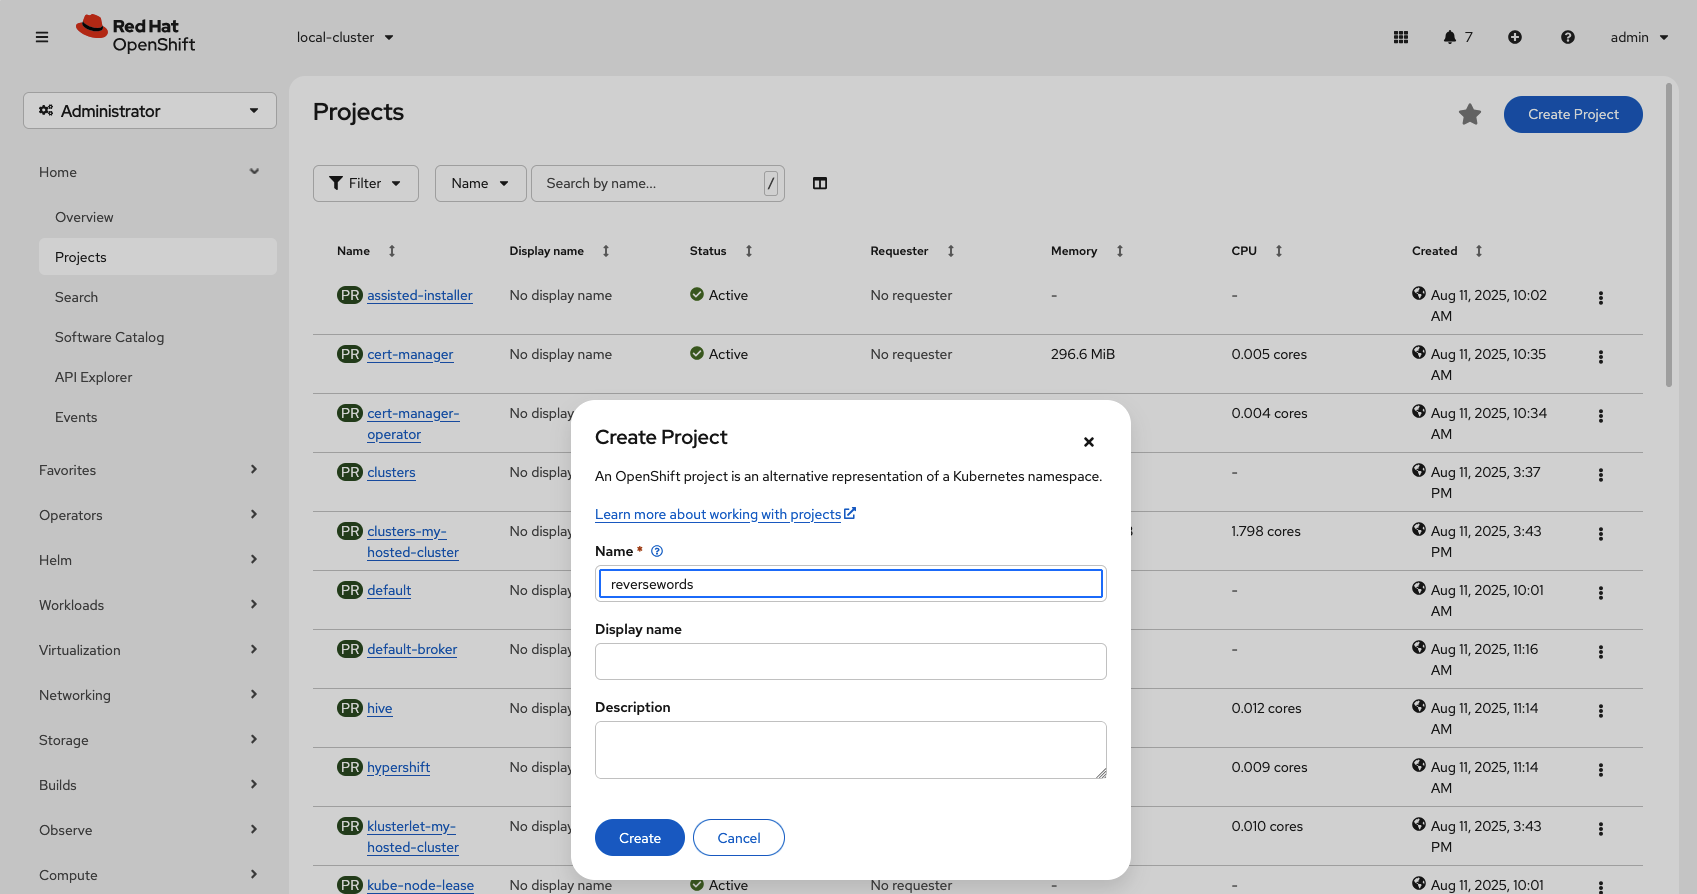 Red Hat
OpenShift
local-cluster
7
admin
Administrator
Home
Overview
Projects
Search
Software Catalog
API Explorer
Events
Favorites
Operators
Helm
Workloads
Virtualization
Networking
Storage
Builds
Observe
Compute
Projects
Create Project
Filter
Name
Search by name...
/
Name Display name Status Requester Memory CPU Created
PR assisted-installer No display name Active No requester - - Aug 11, 2025, 10:02
AM
PR cert-manager No display name Active No requester 296.6 MiB 0.005 cores Aug 11, 2025, 10:35
AM
PR cert-manager- No display 0.004 cores Aug 11, 2025, 10:34
operator AM
PR clusters No display - Aug 11, 2025, 3:37
PM
PR clusters-my- No display 1.798 cores Aug 11, 2025, 3:43
hosted-cluster PM
PR default No display - Aug 11, 2025, 10:01
AM
PR default-broker No display - Aug 11, 2025, 11:16
AM
PR hive No display 0.012 cores Aug 11, 2025, 11:14
AM
PR hypershift No display 0.009 cores Aug 11, 2025, 11:14
AM
PR klusterlet-my- No display 0.010 cores Aug 11, 2025, 3:43
hosted-cluster PM
PR kube-node-lease No display name Active No requester - - Aug 11, 2025, 10:01
Create Project
An OpenShift project is an alternative representation of a Kubernetes namespace.
Learn more about working with projects
Name *
reversewords
Display name
Description
Create
Cancel